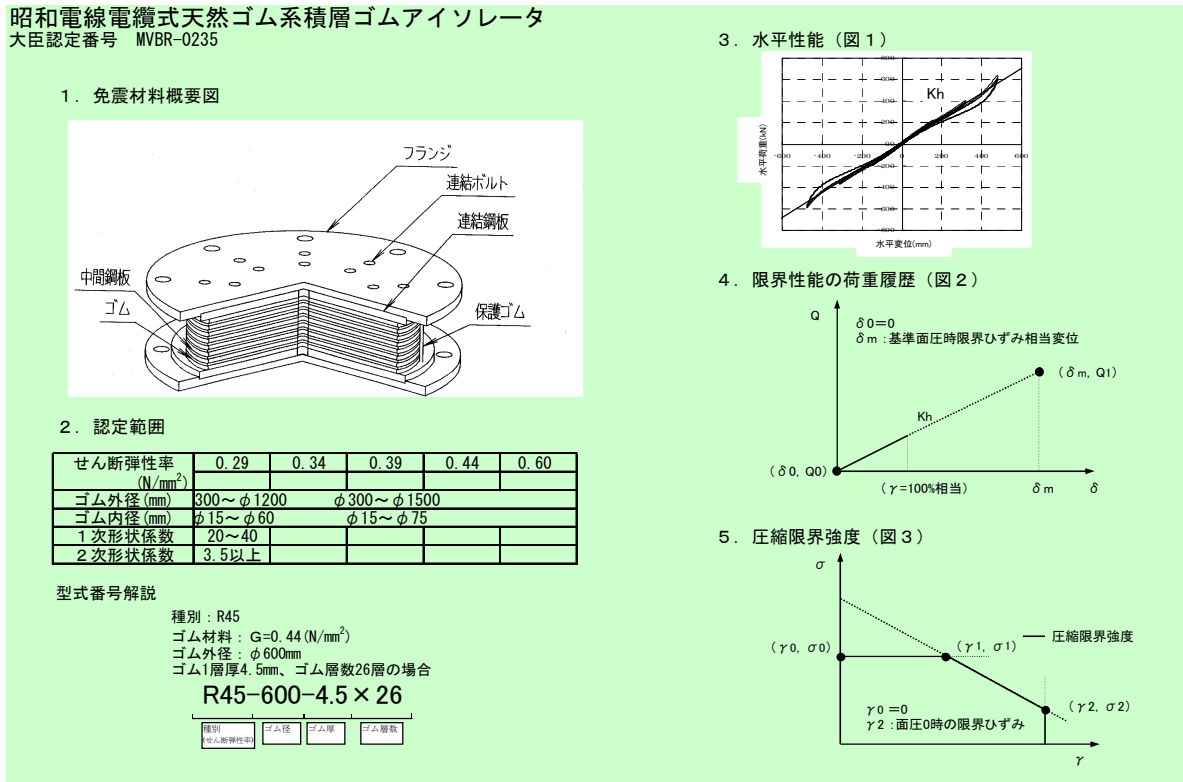 昭和電線電纜式天然ゴム系積層ゴムアイソレータ
大臣認定番号　MVBR-0235
1. 免震材料概要図
フランジ
連結ボルト
連結鋼板
中間鋼板
ゴム
保護ゴム
2. 認定範囲
せん断弾性率 (N/mm²) 0.29 0.34 0.39 0.44 0.60
ゴム外径(mm) 300～φ1200 φ300～φ1500
ゴム内径(mm) φ15～φ60 φ15～φ75
1次形状係数 20～40
2次形状係数 3.5以上
型式番号解説
種別：R45
ゴム材料：G=0.44(N/mm²)
ゴム外径：φ600mm
ゴム1層厚4.5mm、ゴム層数26層の場合
R45-600-4.5×26
種別 (せん断弾性率) ゴム径 ゴム厚 ゴム層数
3. 水平性能（図1）
Kh
水平荷重(kN)
-600 -400 -200 0 200 400 600
水平変位(mm)
4. 限界性能の荷重履歴（図2）
Q
δ0=0
δm：基準面圧時限界ひずみ相当変位
(δm, Q1)
Kh
(δ0, Q0)
(γ=100%相当) δm δ
5. 圧縮限界強度（図3）
σ
圧縮限界強度
(γ0, σ0) (γ1, σ1)
γ0=0
γ2：面圧0時の限界ひずみ
(γ2, σ2)
γ